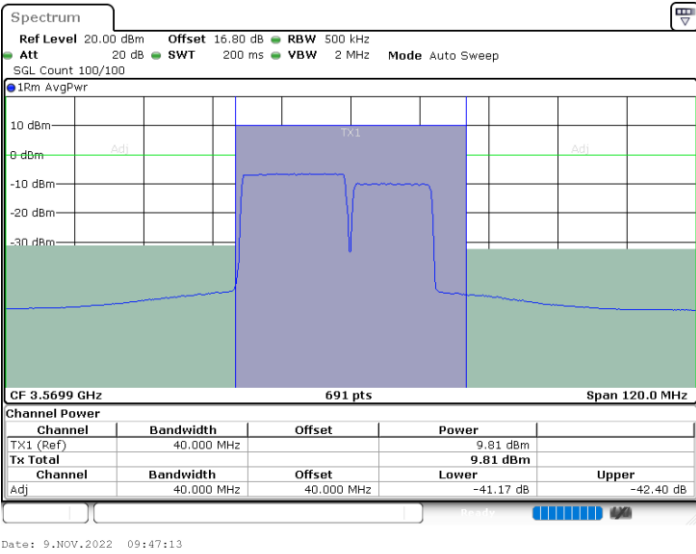 Spectrum
Ref Level 20.00 dBm Offset 16.80 dB RBW 500 kHz
Att 20 dB SWT 200 ms VBW 2 MHz Mode Auto Sweep
SGL Count 100/100
1Rm AvgPwr
10 dBm
TX1
Adj
Adj
0 dBm
-10 dBm
-20 dBm
-30 dBm
CF 3.5699 GHz 691 pts Span 120.0 MHz
Channel Power
Channel Bandwidth Offset Power
TX1 (Ref) 40.000 MHz 9.81 dBm
Tx Total 9.81 dBm
Channel Bandwidth Offset Lower Upper
Adj 40.000 MHz 40.000 MHz -41.17 dB -42.40 dB
Ready
Date: 9.NOV.2022 09:47:13